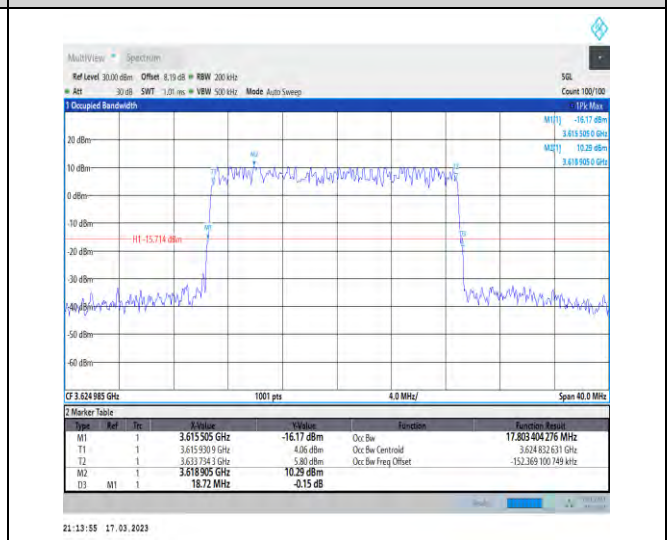 MultiView Spectrum
Ref Level 30.00 dBm Offset 8.19 dB RBW 200 kHz SGL
Att 30 dB SWT 1.01 ms VBW 500 kHz Mode Auto Sweep Count 100/100
1 Occupied Bandwidth 1Pk Max
M1[1] -16.17 dBm
3.615 505 0 GHz
M2[1] 10.29 dBm
3.618 905 0 GHz
20 dBm
10 dBm
0 dBm
-10 dBm
H1 -15.714 dBm
-20 dBm
-30 dBm
-40 dBm
-50 dBm
-60 dBm
M2
T1
T2
M1
D3
CF 3.624 985 GHz 1001 pts 4.0 MHz/ Span 40.0 MHz
2 Marker Table
Type Ref Trc X-Value Y-Value Function Function Result
M1 1 3.615 505 GHz -16.17 dBm Occ Bw 17.803 404 276 MHz
T1 1 3.615 930 9 GHz 4.06 dBm Occ Bw Centroid 3.624 832 631 GHz
T2 1 3.633 734 3 GHz 5.80 dBm Occ Bw Freq Offset -152.369 100 749 kHz
M2 1 3.618 905 GHz 10.29 dBm
D3 M1 1 18.72 MHz -0.15 dB
21:13:55 17.03.2023